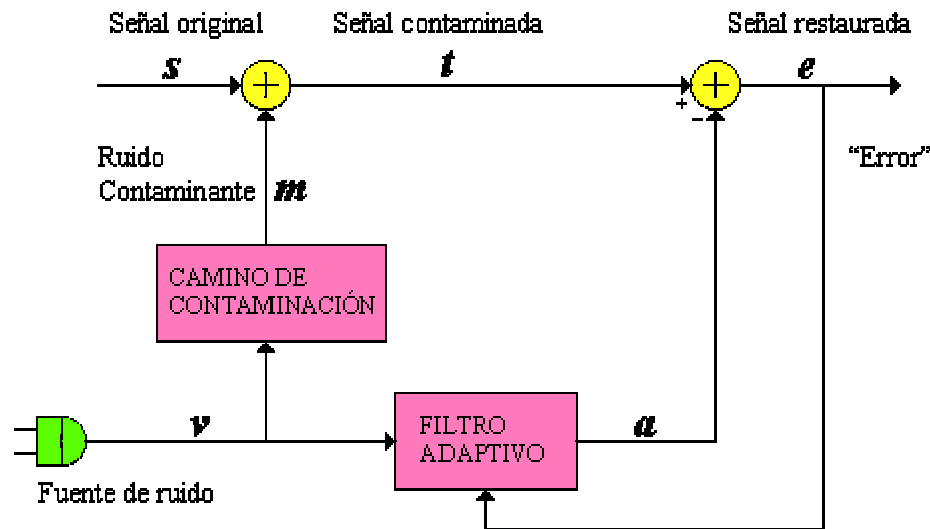 Señal original
Señal contaminada
Señal restaurada
s
t
e
+
+
+
-
Ruido
Contaminante m
"Error"
CAMINO DE
CONTAMINACIÓN
v
FILTRO
ADAPTIVO
a
Fuente de ruido